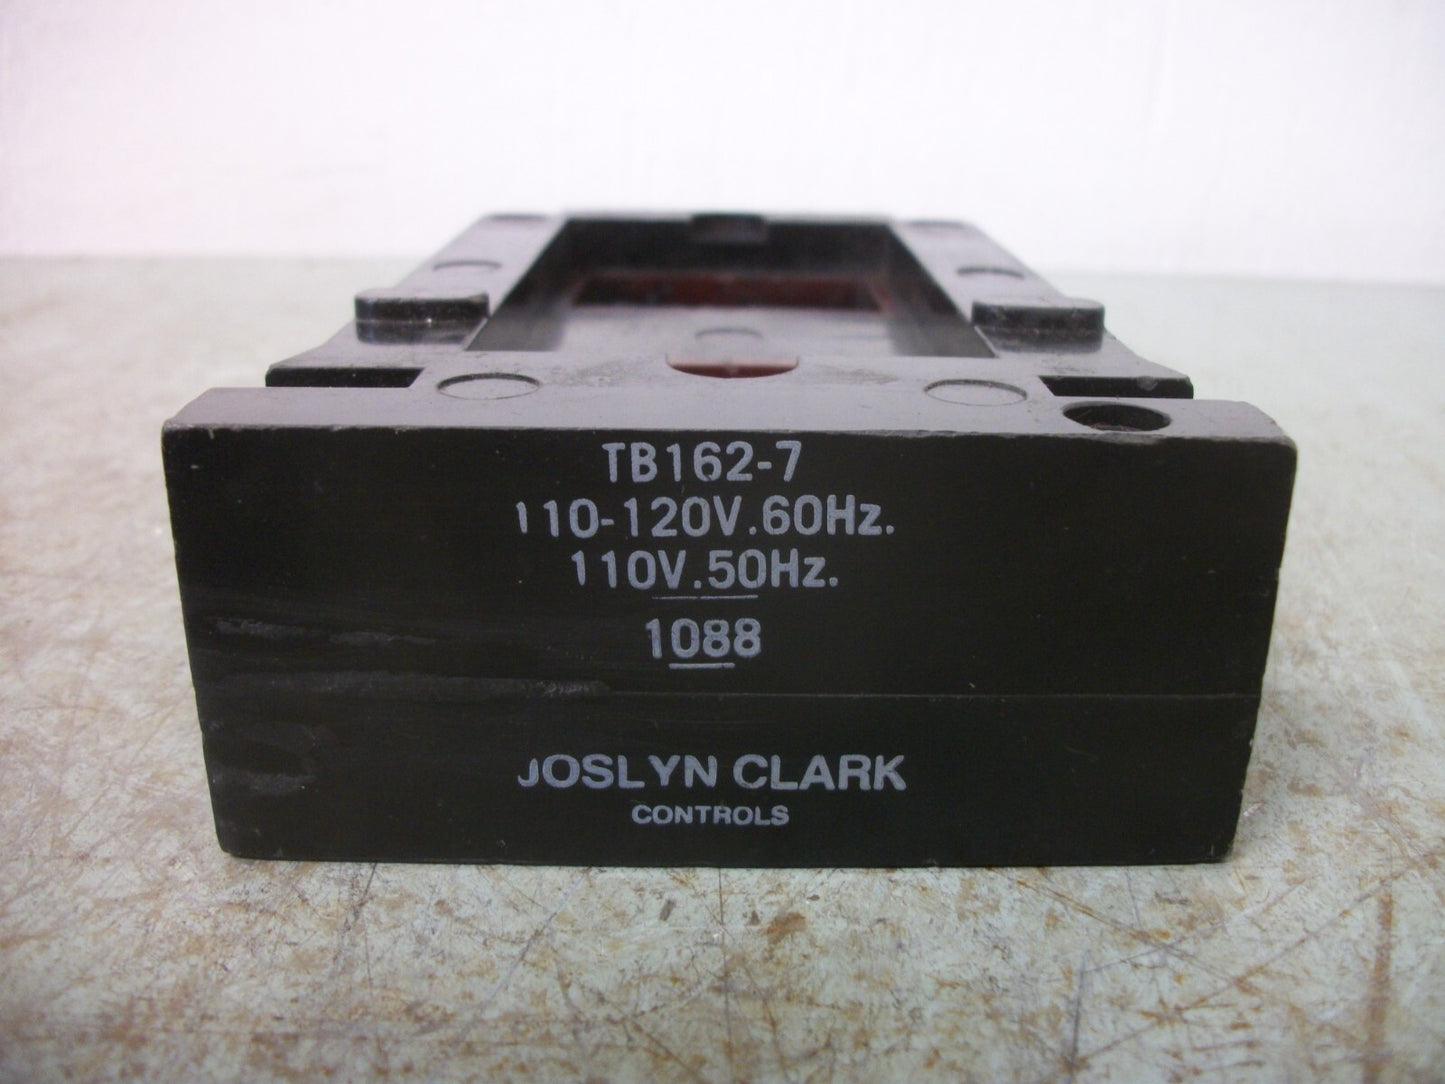 TB162-7
110-120V.60Hz.
110V.50Hz.
1088
JOSLYN CLARK
CONTROLS